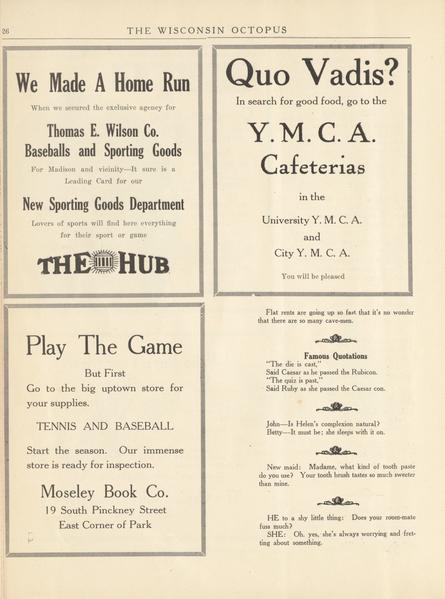 26
THE WISCONSIN OCTOPUS
We Made A Home Run
When we secured the exclusive agency for
Thomas E. Wilson Co.
Baseballs and Sporting Goods
For Madison and vicinity—It sure is a
Leading Card for our
New Sporting Goods Department
Lovers of sports will find here everything
for their sport or game
THE HUB
Quo Vadis?
In search for good food, go to the
Y. M. C. A.
Cafeterias
in the
University Y. M. C. A.
and
City Y. M. C. A.
You will be pleased
Play The Game
But First
Go to the big uptown store for
your supplies.
TENNIS AND BASEBALL
Start the season. Our immense
store is ready for inspection.
Moseley Book Co.
19 South Pinckney Street
East Corner of Park
Flat rents are going up so fast that it's no wonder
that there are so many cave-men.
Famous Quotations
"The die is cast,"
Said Caesar as he passed the Rubicon.
"The quiz is past,"
Said Ruby as she passed the Caesar con.
John—Is Helen's complexion natural?
Betty—It must be; she sleeps with it on.
New maid: Madame, what kind of tooth paste
do you use? Your tooth brush tastes so much sweeter
than mine.
HE to a shy little thing: Does your room-mate
fuss much?
SHE: Oh, yes, she's always worrying and fret-
ting about something.